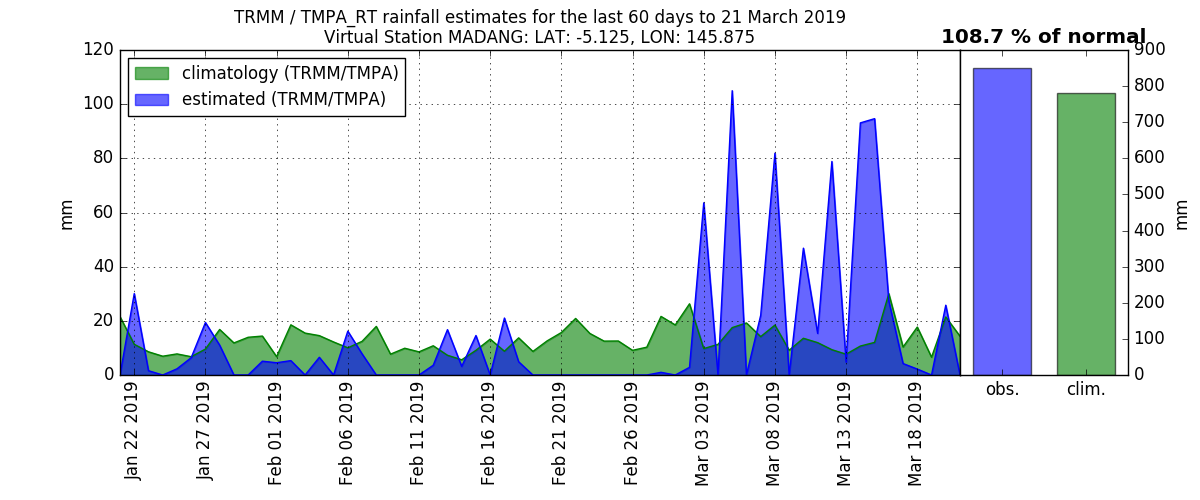 TRMM / TMPA_RT rainfall estimates for the last 60 days to 21 March 2019
Virtual Station MADANG: LAT: -5.125, LON: 145.875
108.7 % of normal
climatology (TRMM/TMPA)
estimated (TRMM/TMPA)
mm
120
100
80
60
40
20
0
Jan 22 2019
Jan 27 2019
Feb 01 2019
Feb 06 2019
Feb 11 2019
Feb 16 2019
Feb 21 2019
Feb 26 2019
Mar 03 2019
Mar 08 2019
Mar 13 2019
Mar 18 2019
obs.
clim.
900
800
700
600
500
400
300
200
100
0
mm